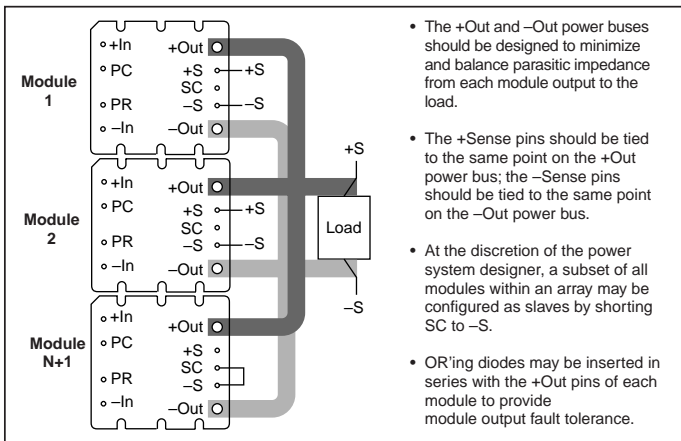 Module
1
+In
PC
PR
–In
+Out
+S
SC
–S
–Out
+S
–S
Module
2
+In
PC
PR
–In
+Out
+S
SC
–S
–Out
+S
–S
Module
N+1
+In
PC
PR
–In
+Out
+S
SC
–S
–Out
+S
Load
–S
• The +Out and –Out power buses
should be designed to minimize
and balance parasitic impedance
from each module output to the
load.
• The +Sense pins should be tied
to the same point on the +Out
power bus; the –Sense pins
should be tied to the same point
on the –Out power bus.
• At the discretion of the power
system designer, a subset of all
modules within an array may be
configured as slaves by shorting
SC to –S.
• OR'ing diodes may be inserted in
series with the +Out pins of each
module to provide
module output fault tolerance.